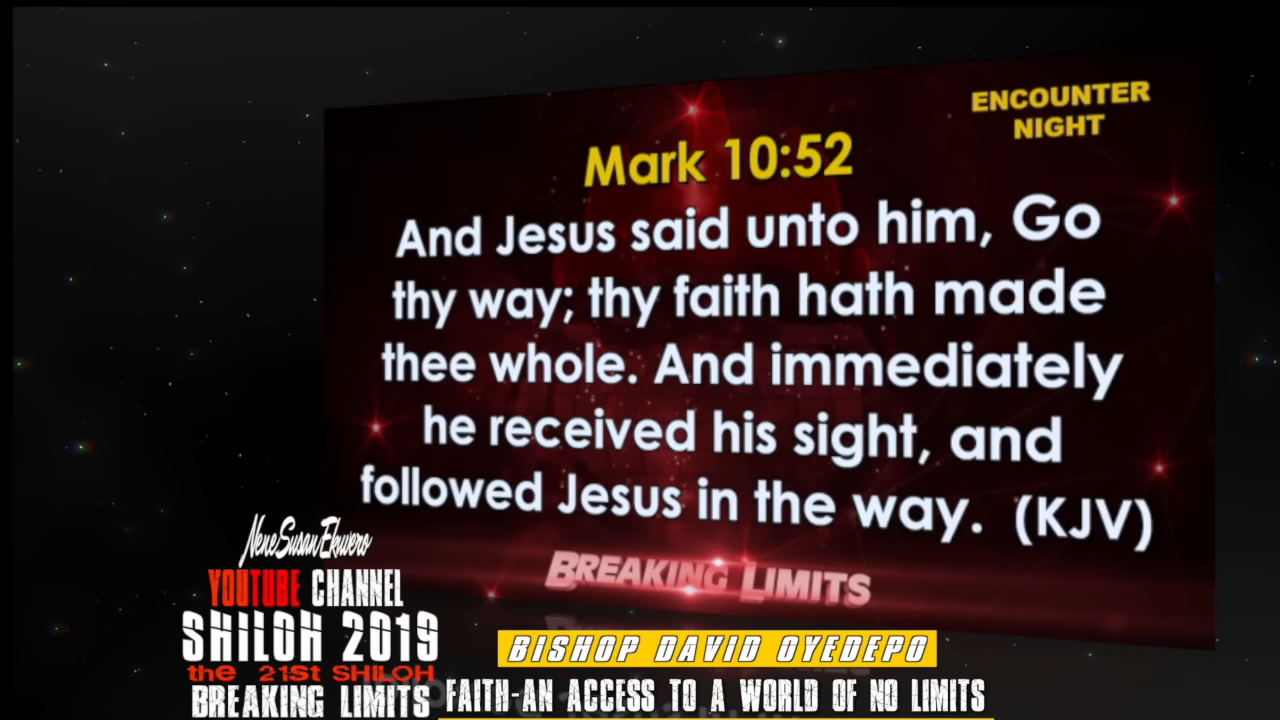 ENCOUNTER
NIGHT
Mark 10:52
And Jesus said unto him, Go
thy way; thy faith hath made
thee whole. And immediately
he received his sight, and
followed Jesus in the way. (KJV)
BREAKING LIMITS
NeneSusanEkwero
YOUTUBE CHANNEL
SHILOH 2019
the 21st SHILOH
BREAKING LIMITS
BISHOP DAVID OYEDEPO
FAITH-AN ACCESS TO A WORLD OF NO LIMITS